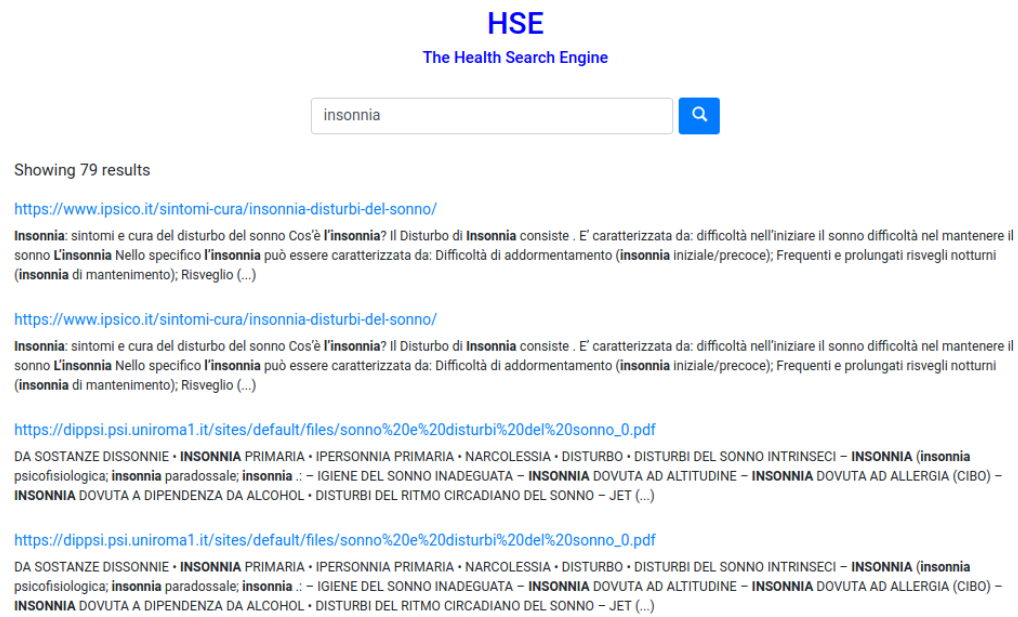 HSE
The Health Search Engine
insonnia
Showing 79 results
https://www.ipsico.it/sintomi-cura/insonnia-disturbi-del-sonno/
Insonnia: sintomi e cura del disturbo del sonno Cos’è l’insonnia? Il Disturbo di Insonnia consiste . E’ caratterizzata da: difficoltà nell’iniziare il sonno difficoltà nel mantenere il
sonno L’insonnia Nello specifico l’insonnia può essere caratterizzata da: Difficoltà di addormentamento (insonnia iniziale/precoce); Frequenti e prolungati risvegli notturni
(insonnia di mantenimento); Risveglio (...)
https://www.ipsico.it/sintomi-cura/insonnia-disturbi-del-sonno/
Insonnia: sintomi e cura del disturbo del sonno Cos’è l’insonnia? Il Disturbo di Insonnia consiste . E’ caratterizzata da: difficoltà nell’iniziare il sonno difficoltà nel mantenere il
sonno L’insonnia Nello specifico l’insonnia può essere caratterizzata da: Difficoltà di addormentamento (insonnia iniziale/precoce); Frequenti e prolungati risvegli notturni
(insonnia di mantenimento); Risveglio (...)
https://dippsi.psi.uniroma1.it/sites/default/files/sonno%20e%20disturbi%20del%20sonno_0.pdf
DA SOSTANZE DISSONNIE • INSONNIA PRIMARIA • IPERSONNIA PRIMARIA • NARCOLESSIA • DISTURBO • DISTURBI DEL SONNO INTRINSECI – INSONNIA (insonnia
psicofisiologica; insonnia paradossale; insonnia .: – IGIENE DEL SONNO INADEGUATA – INSONNIA DOVUTA AD ALTITUDINE – INSONNIA DOVUTA AD ALLERGIA (CIBO) –
INSONNIA DOVUTA A DIPENDENZA DA ALCOHOL • DISTURBI DEL RITMO CIRCADIANO DEL SONNO – JET (...)
https://dippsi.psi.uniroma1.it/sites/default/files/sonno%20e%20disturbi%20del%20sonno_0.pdf
DA SOSTANZE DISSONNIE • INSONNIA PRIMARIA • IPERSONNIA PRIMARIA • NARCOLESSIA • DISTURBO • DISTURBI DEL SONNO INTRINSECI – INSONNIA (insonnia
psicofisiologica; insonnia paradossale; insonnia .: – IGIENE DEL SONNO INADEGUATA – INSONNIA DOVUTA AD ALTITUDINE – INSONNIA DOVUTA AD ALLERGIA (CIBO) –
INSONNIA DOVUTA A DIPENDENZA DA ALCOHOL • DISTURBI DEL RITMO CIRCADIANO DEL SONNO – JET (...)